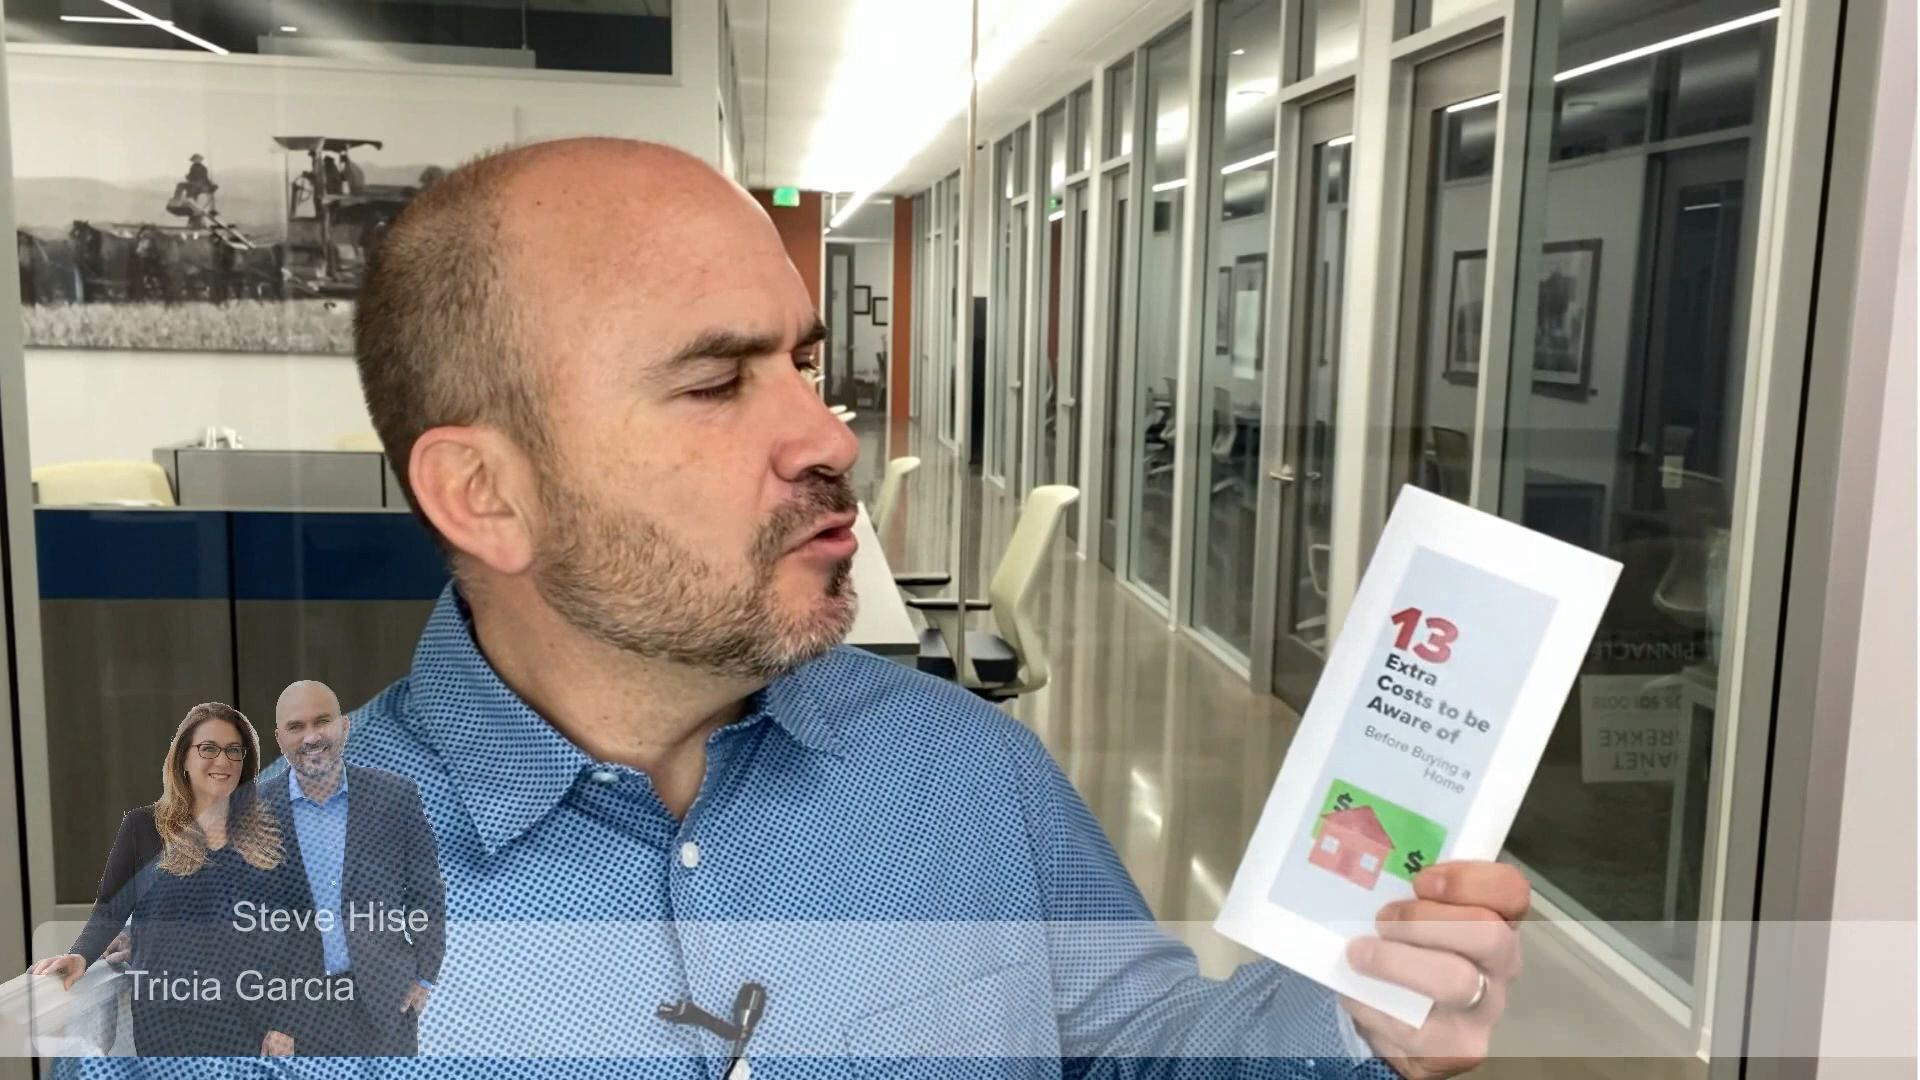 13
Extra
Costs to be
Aware of
Before Buying a
Home
$
$
Steve Hise
Tricia Garcia